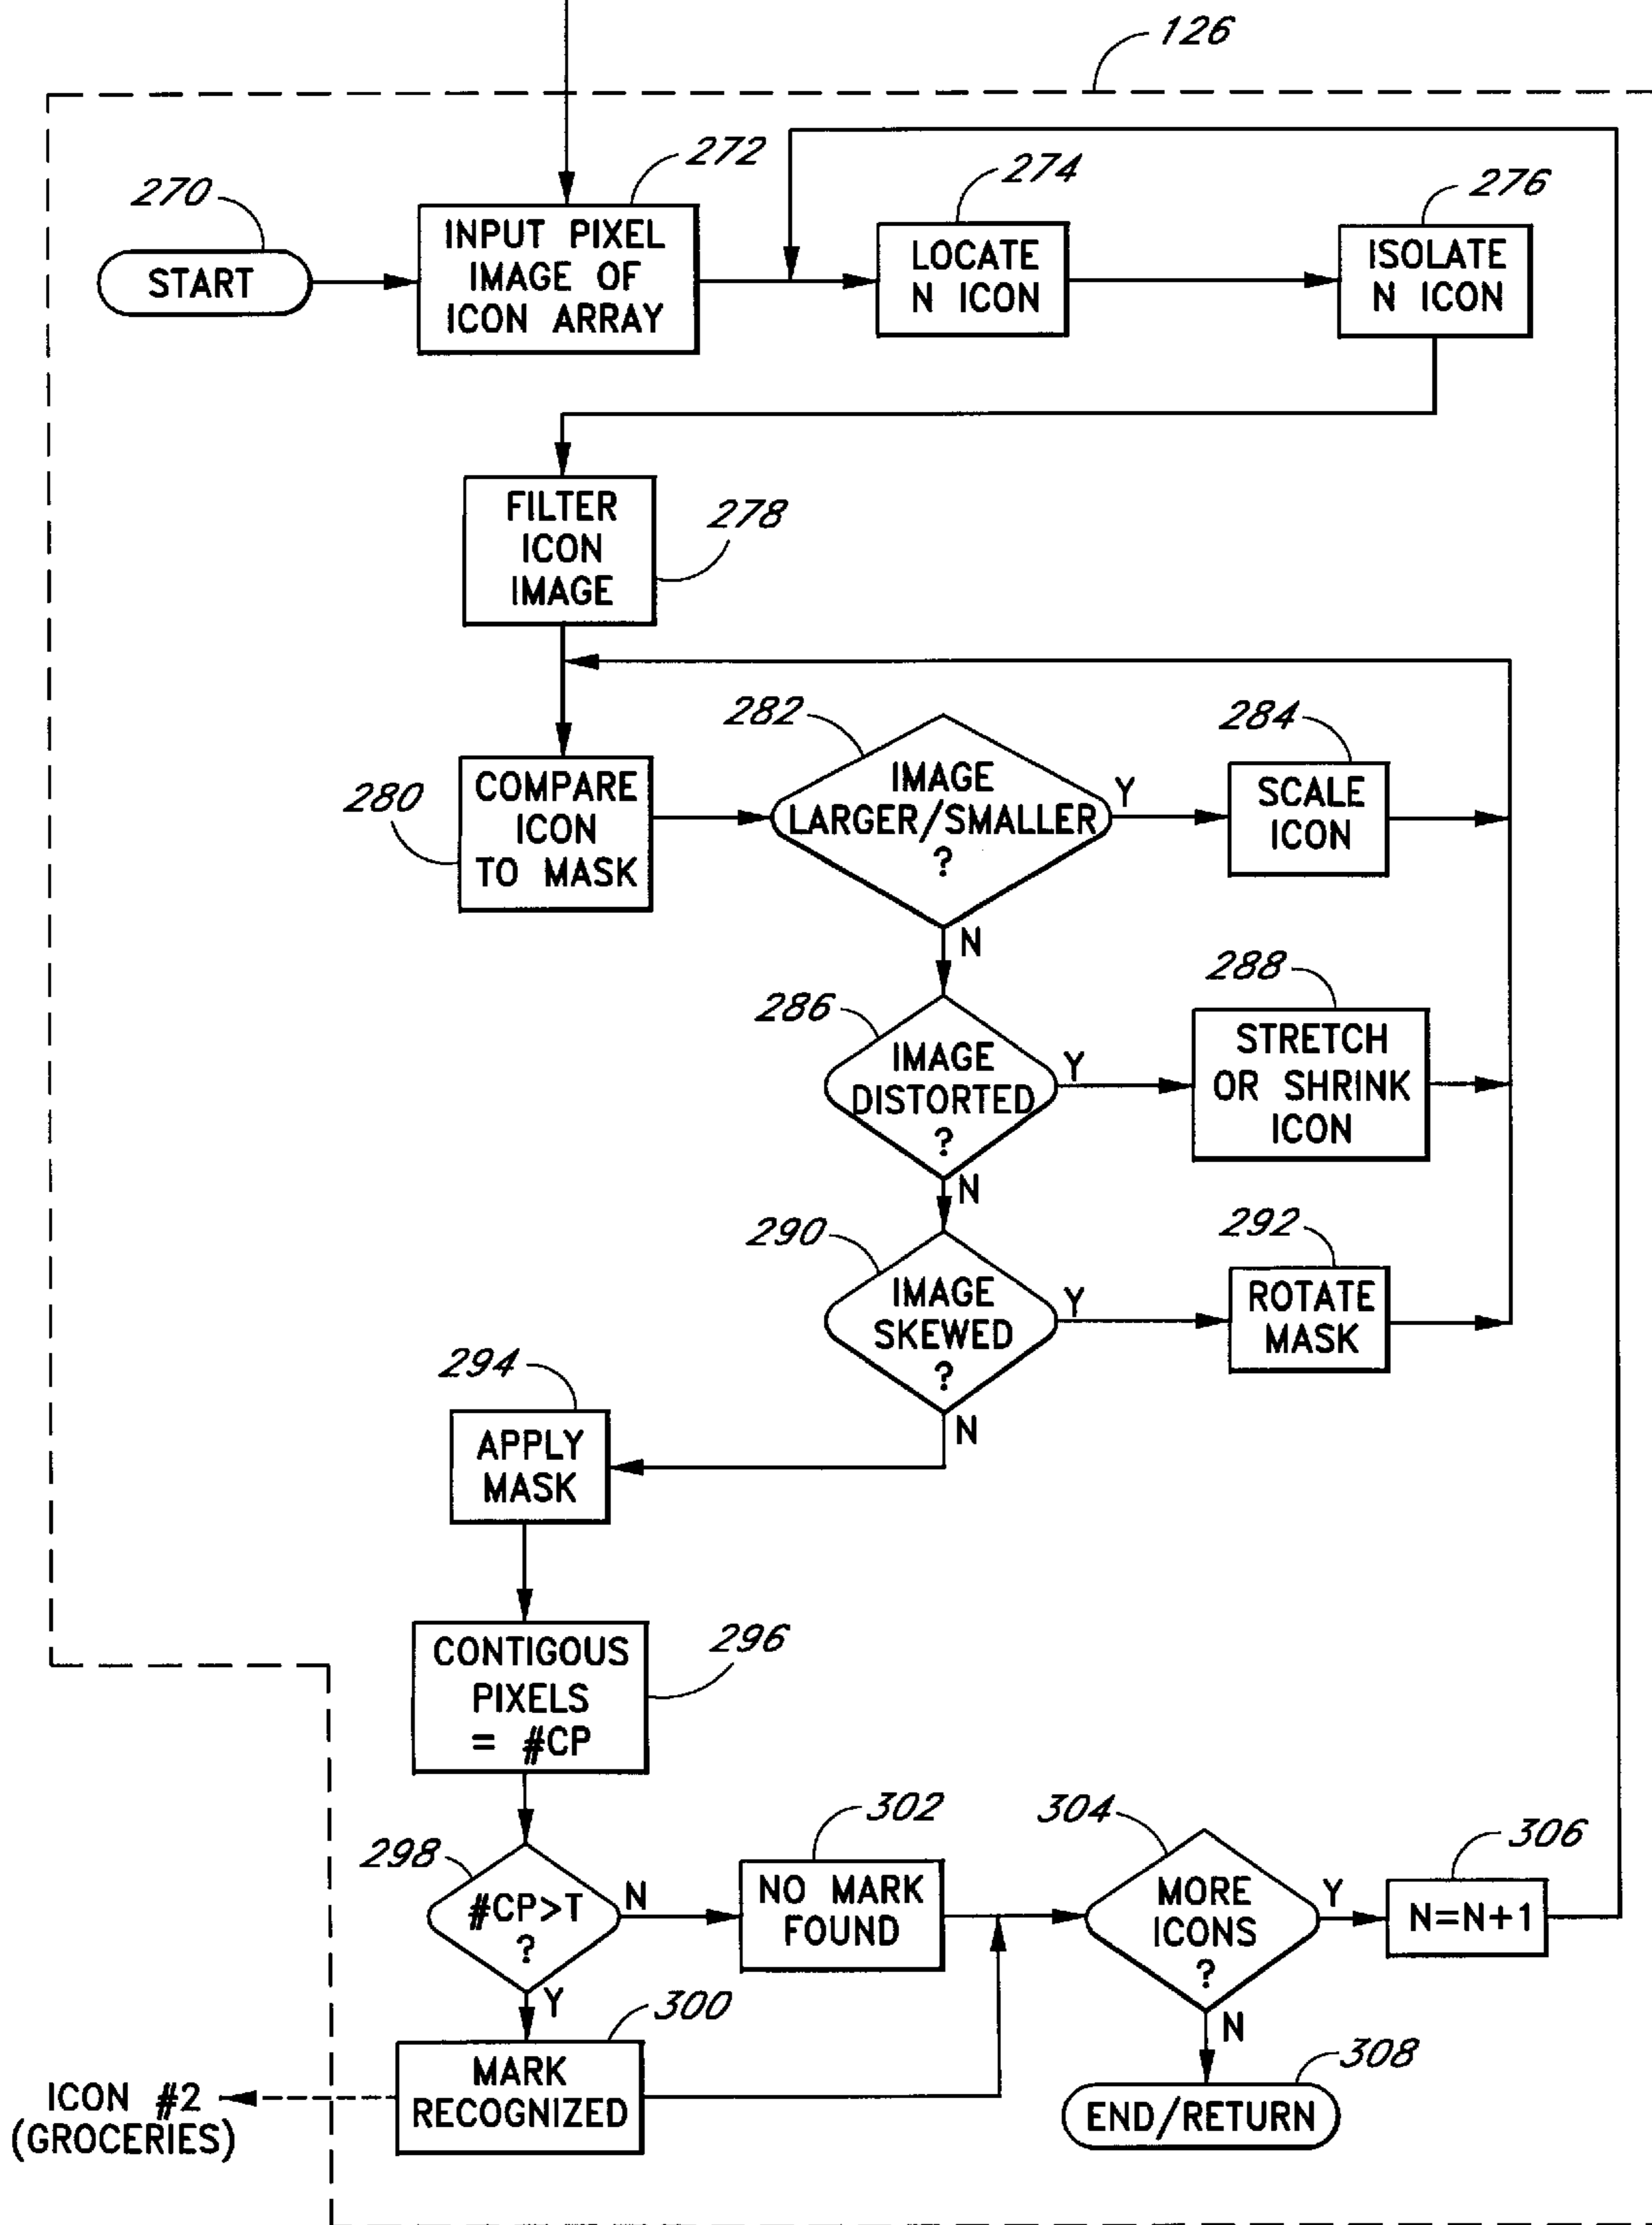 126
270
START
272
INPUT PIXEL
IMAGE OF
ICON ARRAY
274
LOCATE
N ICON
276
ISOLATE
N ICON
FILTER
ICON
IMAGE
278
280
COMPARE
ICON
TO MASK
282
IMAGE
LARGER/SMALLER
?
Y
N
284
SCALE
ICON
286
IMAGE
DISTORTED
?
Y
N
288
STRETCH
OR SHRINK
ICON
290
IMAGE
SKEWED
?
Y
N
292
ROTATE
MASK
294
APPLY
MASK
CONTIGOUS
PIXELS
= #CP
296
298
#CP>T
?
N
Y
302
NO MARK
FOUND
304
MORE
ICONS
?
Y
N
306
N=N+1
300
MARK
RECOGNIZED
ICON #2
(GROCERIES)
308
END/RETURN